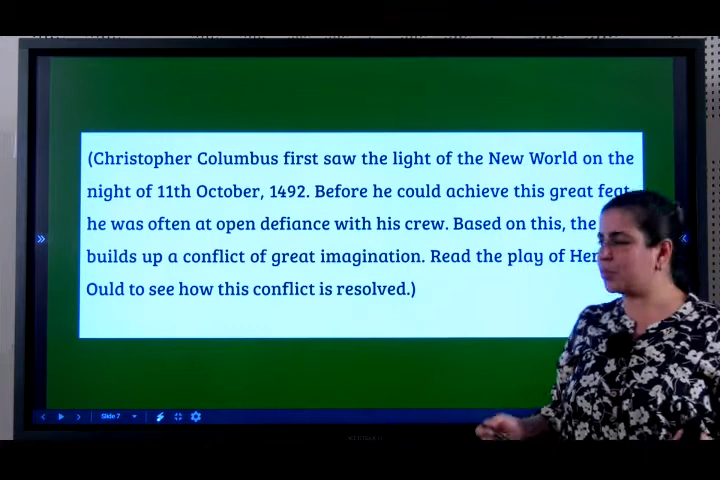 (Christopher Columbus first saw the light of the New World on the
night of 11th October, 1492. Before he could achieve this great feat
he was often at open defiance with his crew. Based on this, the
builds up a conflict of great imagination. Read the play of
Ould to see how this conflict is resolved.)
Slide 7